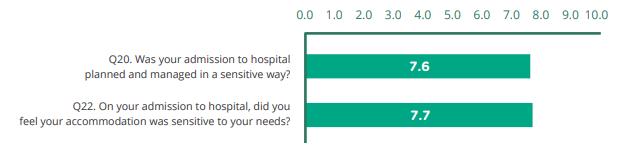 0.0 1.0 2.0 3.0 4.0 5.0 6.0 7.0 8.0 9.0 10.0
Q20. Was your admission to hospital
planned and managed in a sensitive way?
7.6
Q22. On your admission to hospital, did you
feel your accommodation was sensitive to your needs?
7.7